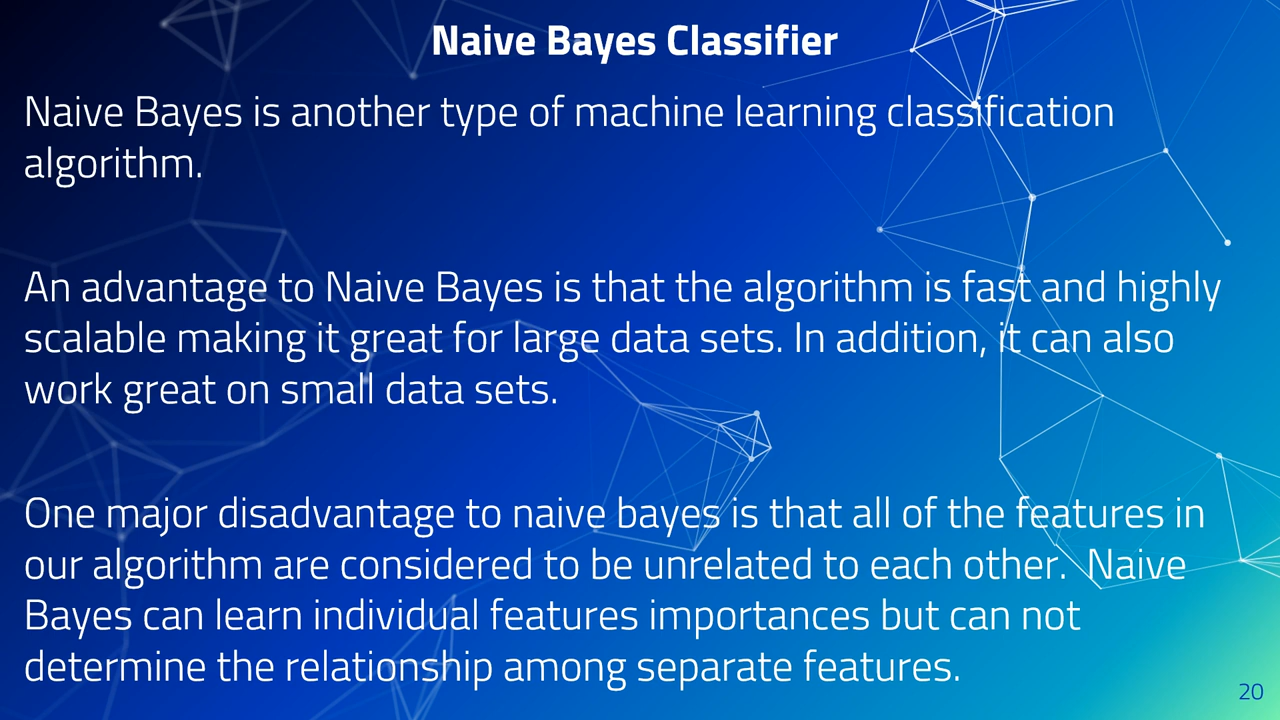 Naive Bayes Classifier
Naive Bayes is another type of machine learning classification
algorithm.
An advantage to Naive Bayes is that the algorithm is fast and highly
scalable making it great for large data sets. In addition, it can also
work great on small data sets.
One major disadvantage to naive bayes is that all of the features in
our algorithm are considered to be unrelated to each other.  Naive
Bayes can learn individual features importances but can not
determine the relationship among separate features.
20